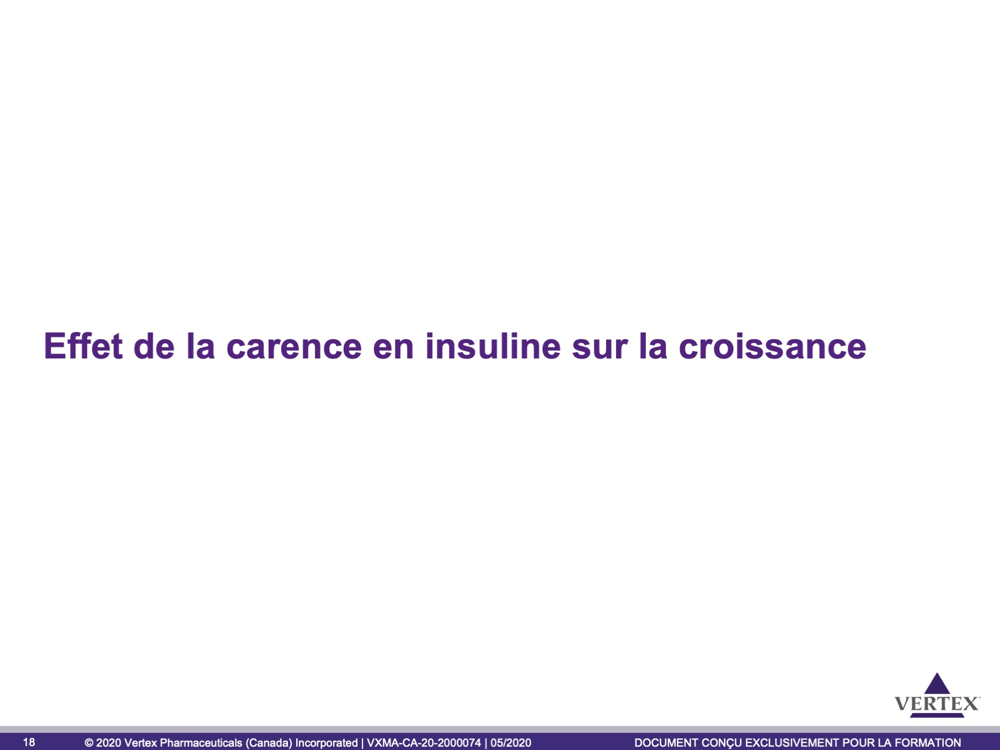 Effet de la carence en insuline sur la croissance
VERTEX
18 © 2020 Vertex Pharmaceuticals (Canada) Incorporated | VXMA-CA-20-2000074 | 05/2020 DOCUMENT CONÇU EXCLUSIVEMENT POUR LA FORMATION